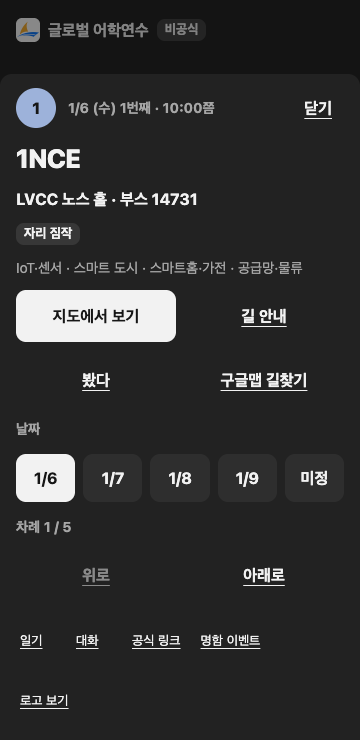 글로벌 어학연수 비공식
1 1/6 (수) 1번째 · 10:00쯤 닫기
1NCE
LVCC 노스 홀 · 부스 14731
자리 짐작
IoT·센서 · 스마트 도시 · 스마트홈·가전 · 공급망·물류
지도에서 보기 길 안내
봤다 구글맵 길찾기
날짜
1/6 1/7 1/8 1/9 미정
차례 1 / 5
위로 아래로
일기 대화 공식 링크 명함 이벤트
로고 보기